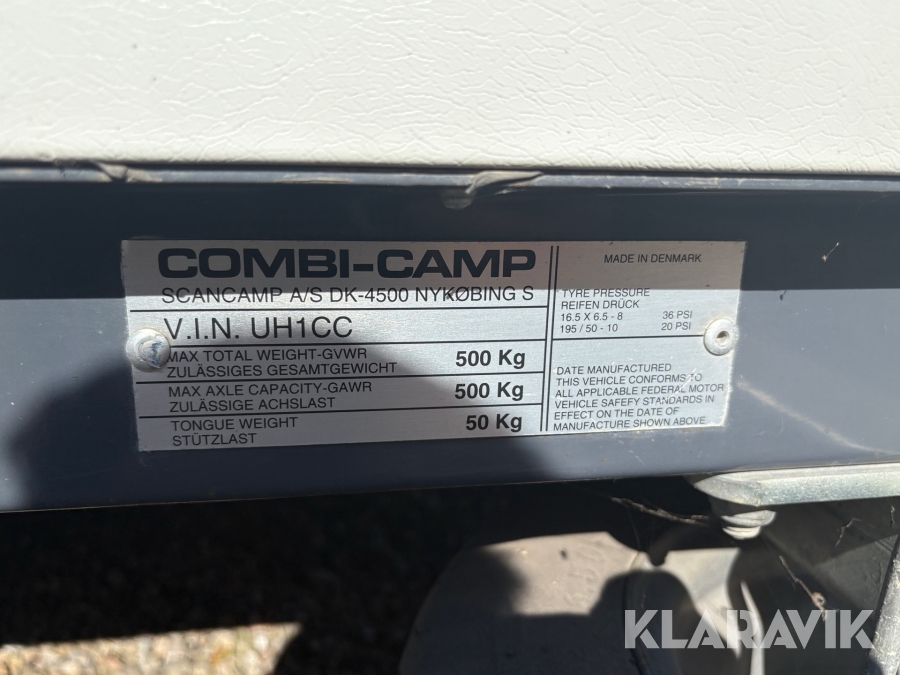 COMBI-CAMP
SCANCAMP A/S DK-4500 NYKØBING S
V.I.N. UH1CC
MAX TOTAL WEIGHT-GVWR
ZULÄSSIGES GESAMTGEWICHT
500 Kg
MAX AXLE CAPACITY-GAWR
ZULÄSSIGE ACHSLAST
500 Kg
TONGUE WEIGHT
STÜTZLAST
50 Kg
MADE IN DENMARK
TYRE PRESSURE
REIFEN DRÜCK
16.5 X 6.5 - 8 36 PSI
195 / 50 - 10 20 PSI
DATE MANUFACTURED
THIS VEHICLE CONFORMS TO
ALL APPLICABLE FEDERAL MOTOR
VEHICLE SAFEFY STANDARDS IN
EFFECT ON THE DATE OF
MANUFACTURE SHOWN ABOVE
KLARAVIK